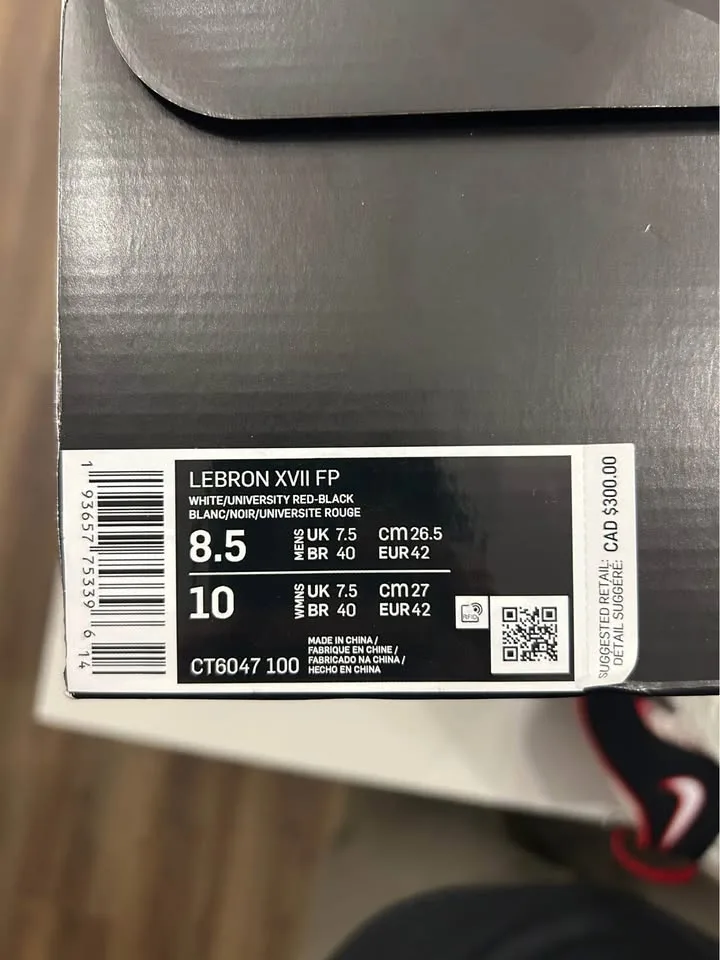 LEBRON XVII FP
WHITE/UNIVERSITY RED-BLACK
BLANC/NOIR/UNIVERSITE ROUGE
8.5 MENS UK 7.5 CM 26.5
BR 40 EUR 42
10 WMNS UK 7.5 CM 27
BR 40 EUR 42
CT6047 100
MADE IN CHINA /
FABRIQUE EN CHINE /
FABRICADO NA CHINA /
HECHO EN CHINA
RFID
1 93657 75339 6 14
SUGGESTED RETAIL: CAD $300.00
DÉTAIL SUGGÉRÉ: